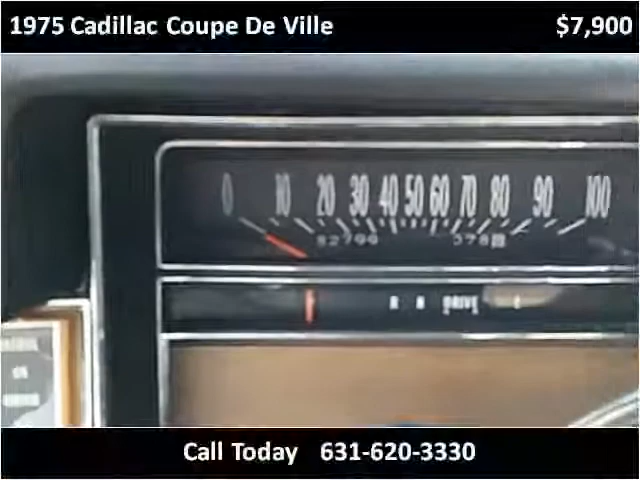 1975 Cadillac Coupe De Ville $7,900
0 10 20 30 40 50 60 70 80 90 100
R N DRIVE L
Call Today 631-620-3330